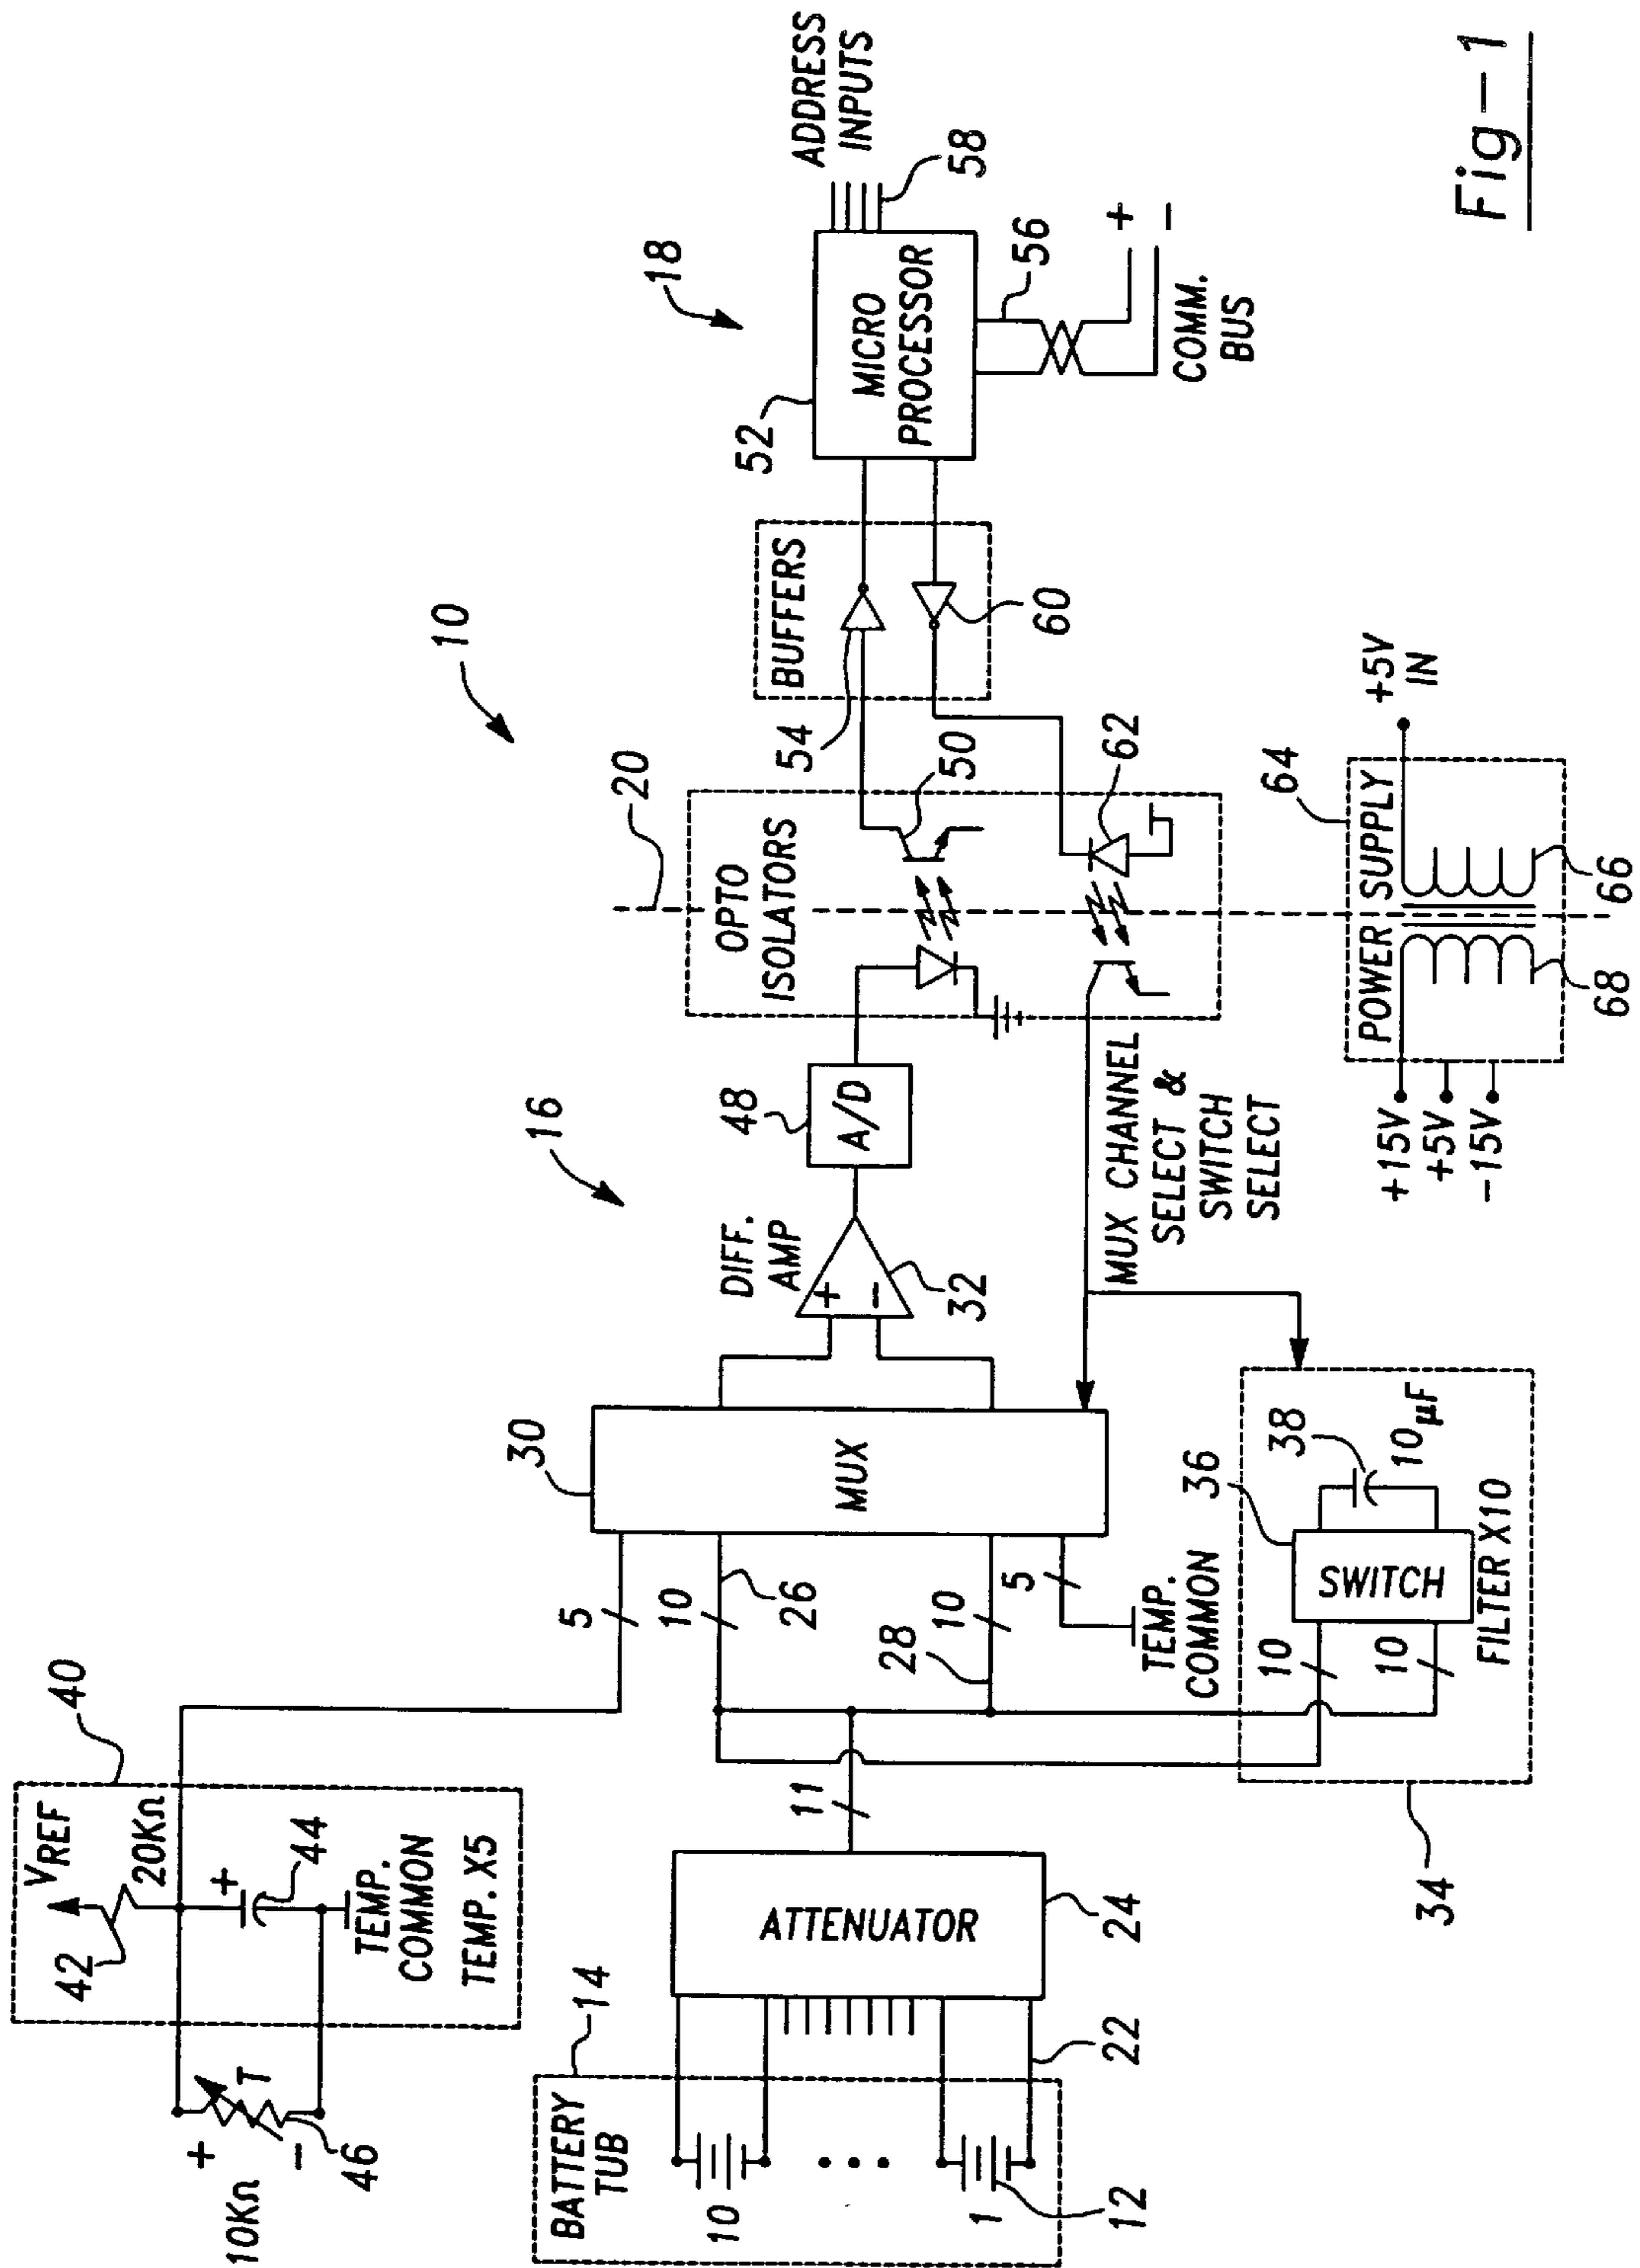 10KΩ
+
-
T
46
42
VREF
20KΩ
+
44
TEMP.
COMMON
TEMP. X5
40
BATTERY
TUB
14
10
1
12
22
ATTENUATOR
24
11
5
10
26
28
10
5
TEMP.
COMMON
30
MUX
DIFF.
AMP
+
-
32
16
48
A/D
MUX CHANNEL
SELECT &
SWITCH
SELECT
34
10
10
SWITCH
36
38
10μF
FILTER X10
10
20
OPTO
ISOLATORS
50
62
BUFFERS
54
60
18
52
MICRO
PROCESSOR
ADDRESS
INPUTS
58
56
+
-
COMM.
BUS
POWER SUPPLY
64
+15V
+5V
-15V
68
66
+5V
IN
Fig-1